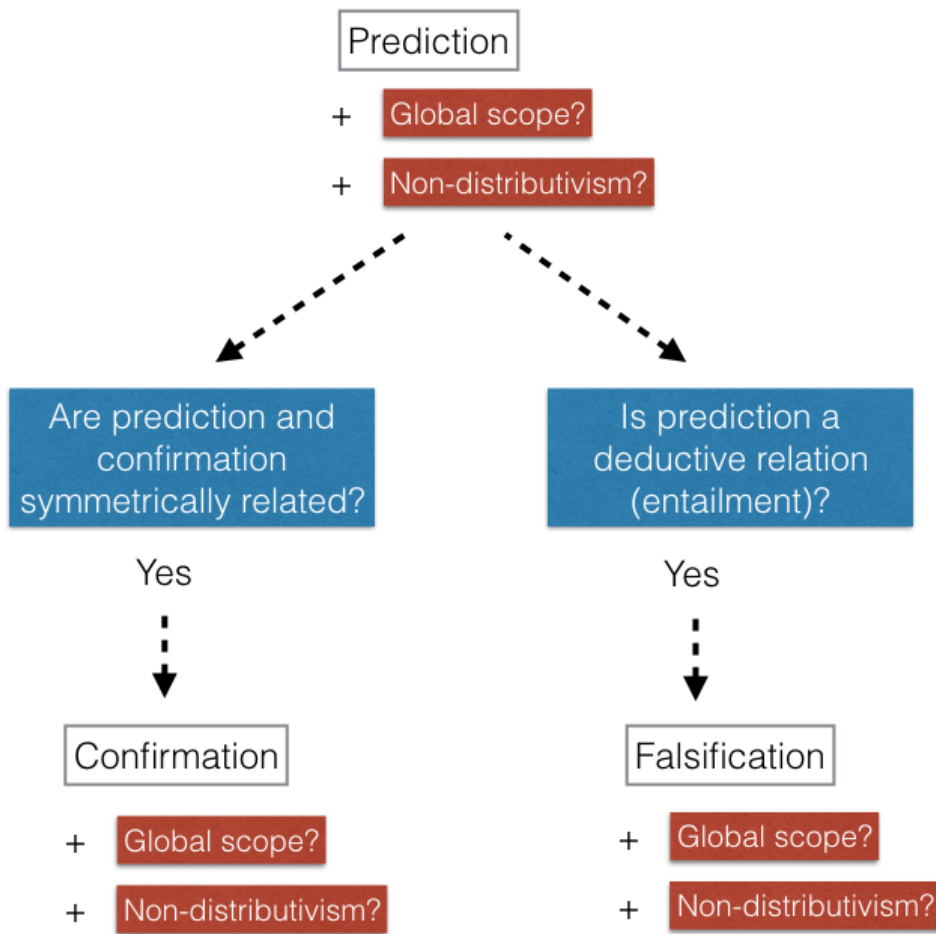 Prediction
+ Global scope?
+ Non-distributivism?
Are prediction and
confirmation
symmetrically related?
Is prediction a
deductive relation
(entailment)?
Yes
Yes
Confirmation
Falsification
+ Global scope?
+ Non-distributivism?
+ Global scope?
+ Non-distributivism?